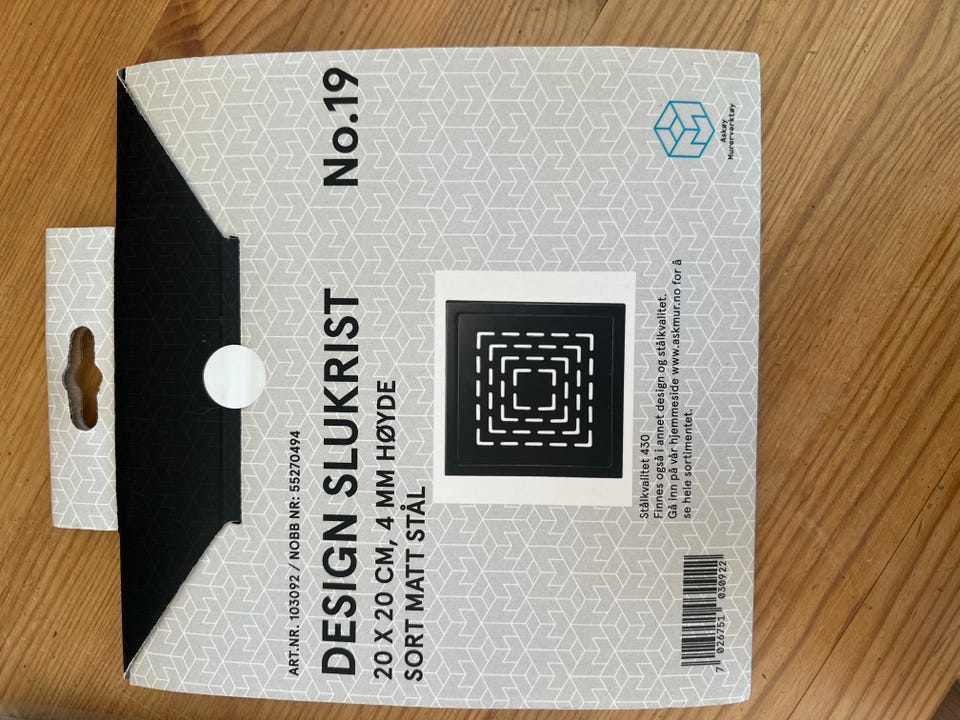 ART.NR. 103092 / NOBB NR: 55270494
DESIGN SLUKRIST No.19
20 X 20 CM, 4 MM HØYDE
SORT MATT STÅL
Stålkvalitet 430
Finnes også i annet design og stålkvalitet.
Gå inn på vår hjemmeside www.askmur.no for å
se hele sortimentet.
7 026751 030922
Askøy
Murerverktøy